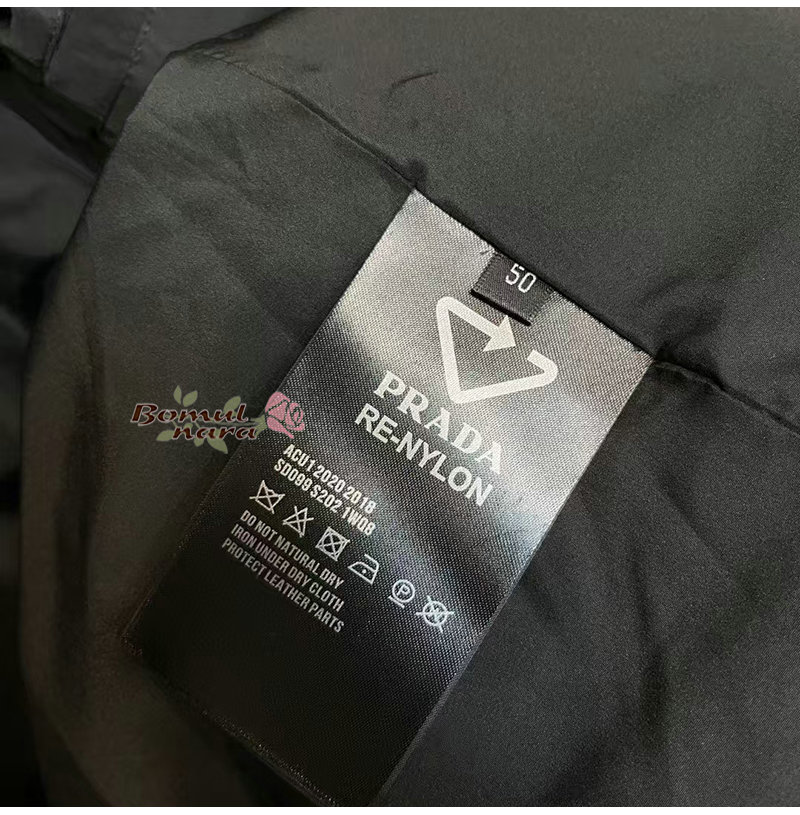 50
PRADA
RE-NYLON
ACU1 2020 2018
SD099 S202 1WQ8
P
W
DO NOT NATURAL DRY
IRON UNDER DRY CLOTH
PROTECT LEATHER PARTS
Bomul
nara